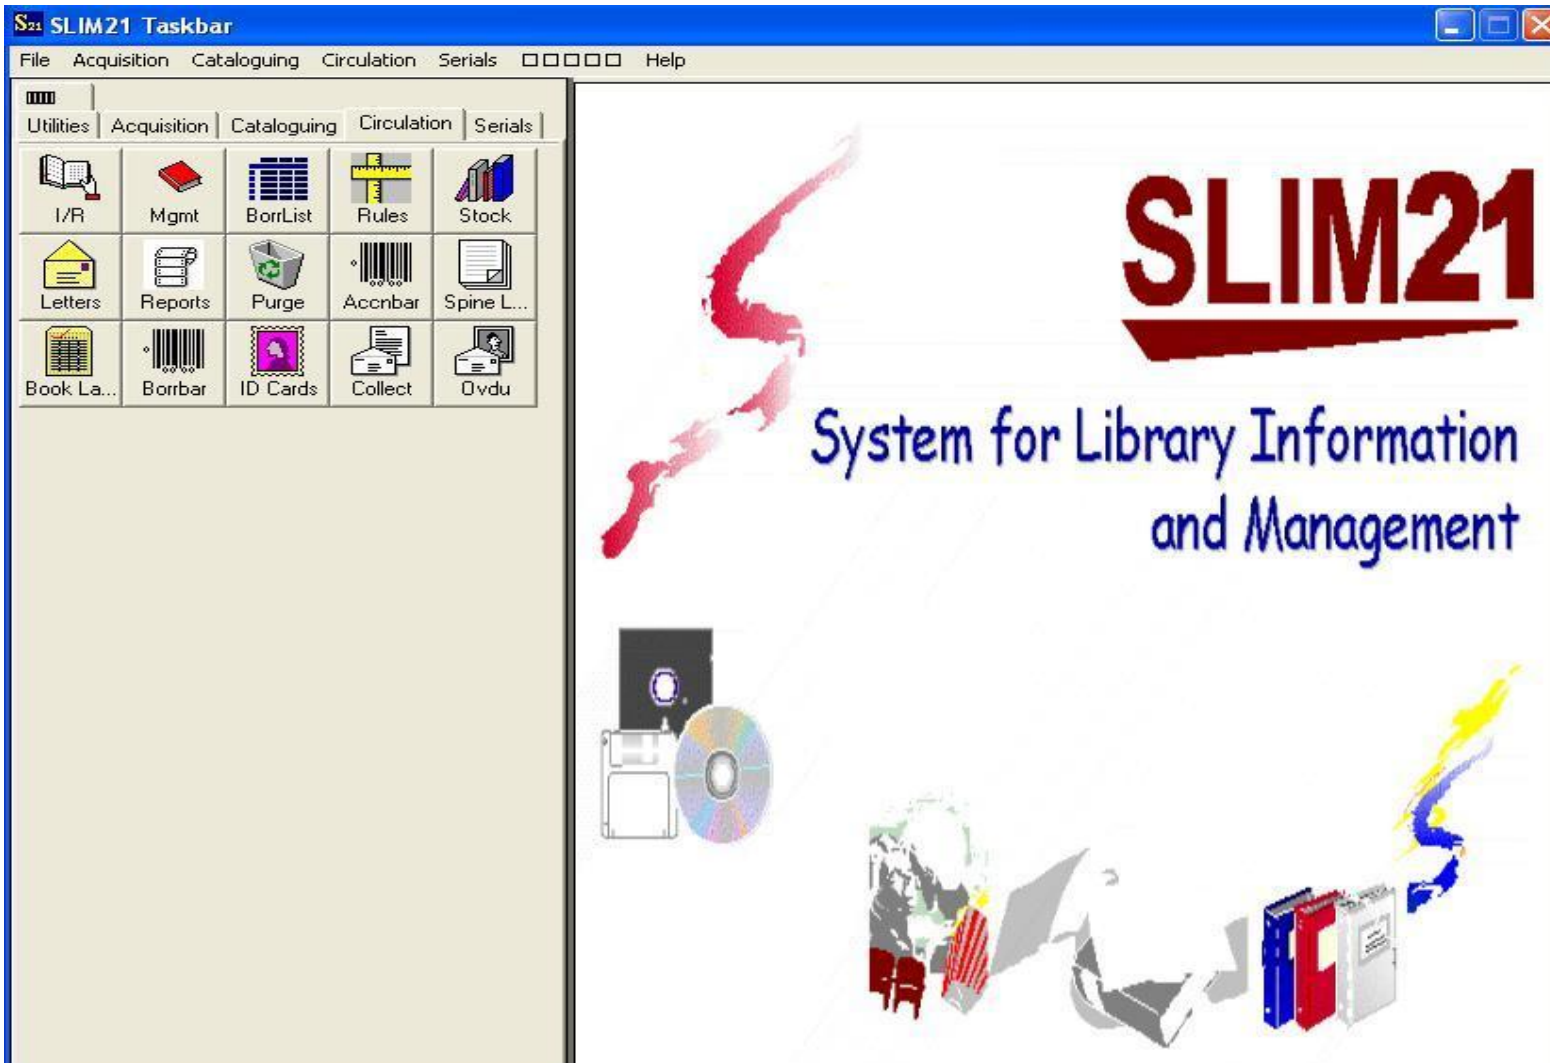 S21 SLIM21 Taskbar
File Acquisition Cataloguing Circulation Serials □□□□□ Help
Utilities Acquisition Cataloguing Circulation Serials
I/R Mgmt BorrList Rules Stock
Letters Reports Purge Accnbar Spine L...
Book La... Borrbar ID Cards Collect Ovdu
SLIM21
System for Library Information
and Management